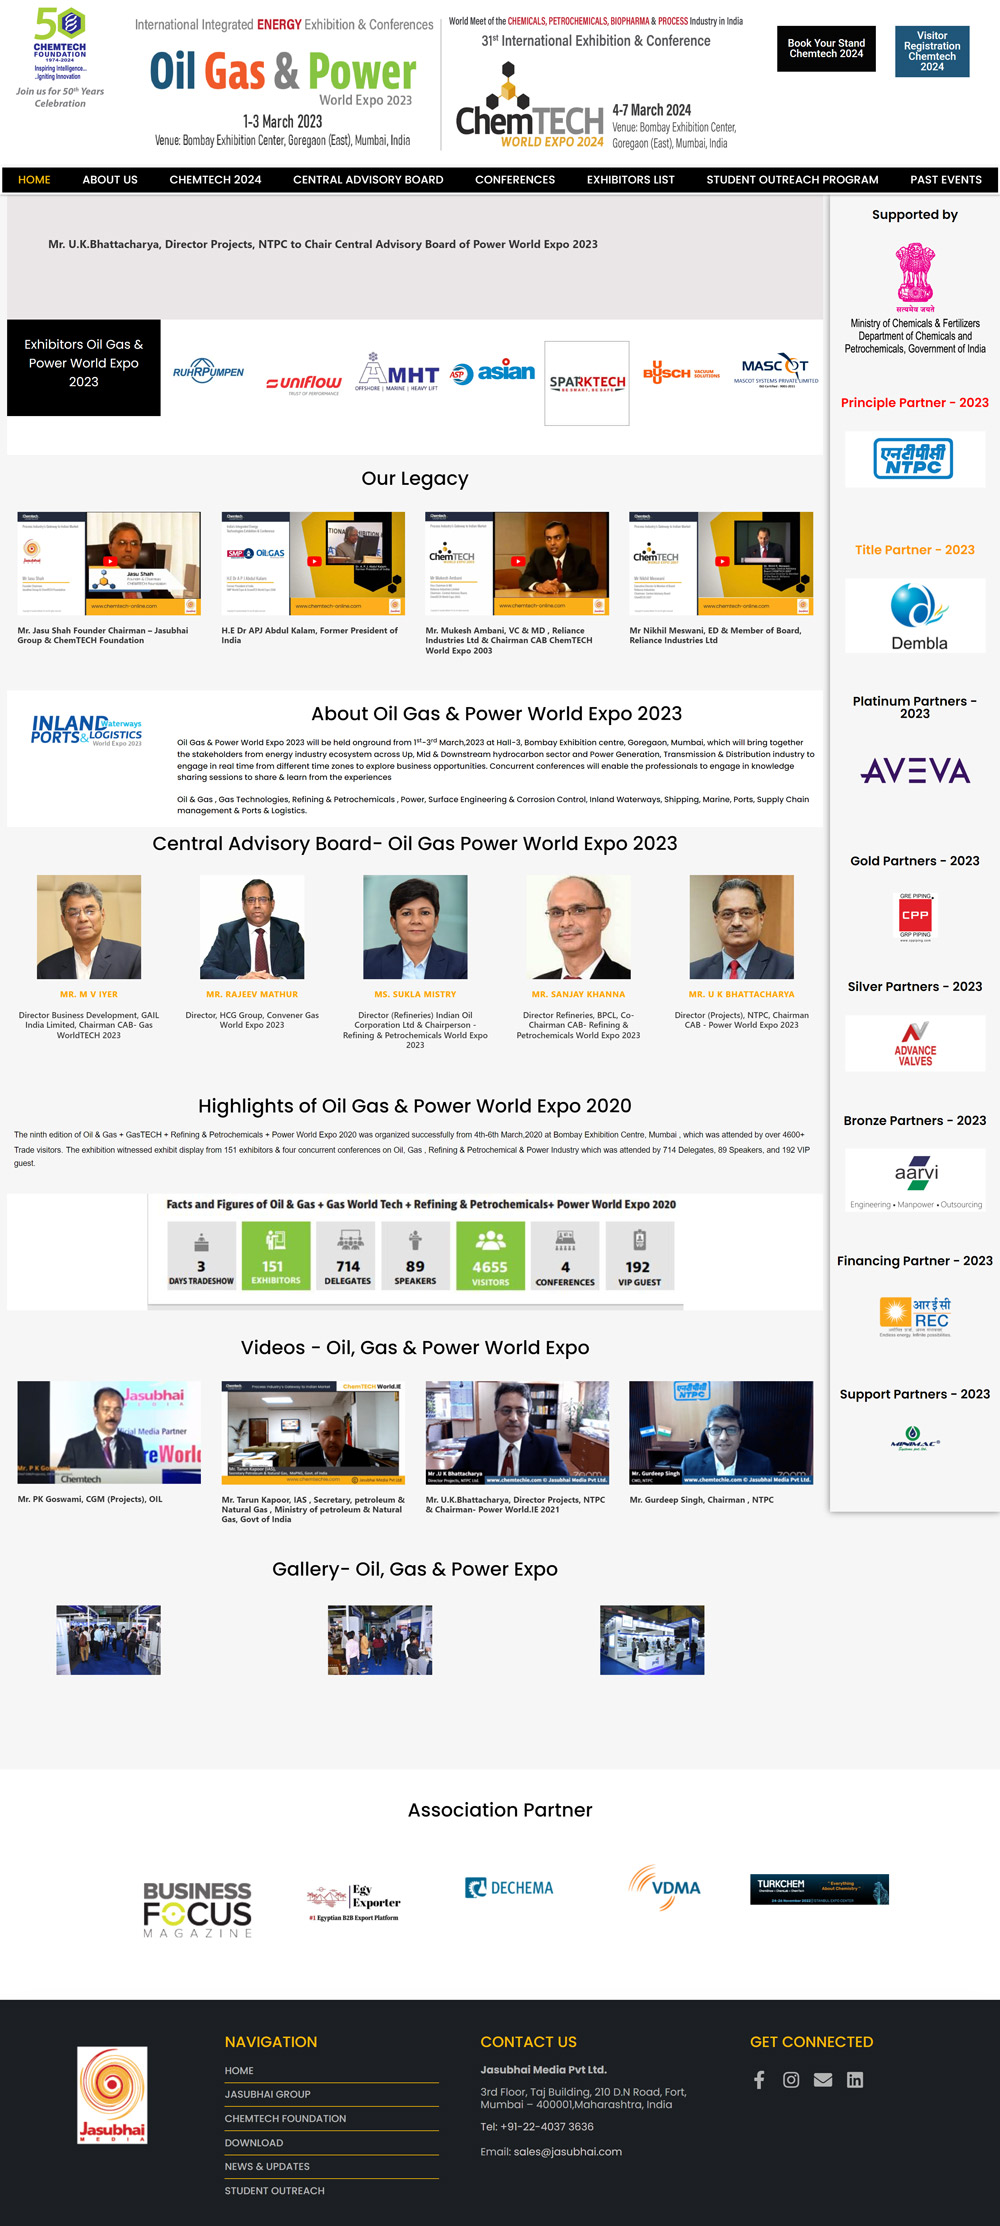 50
CHEMTECH
FOUNDATION
1974-2024
Inspiring Intelligence...
..Igniting Innovation
Join us for 50th Years
Celebration
International Integrated ENERGY Exhibition & Conferences
Oil Gas & Power
World Expo 2023
1-3 March 2023
Venue: Bombay Exhibition Center, Goregaon (East), Mumbai, India
World Meet of the CHEMICALS, PETROCHEMICALS, BIOPHARMA & PROCESS Industry in India
31st International Exhibition & Conference
ChemTECH
WORLD EXPO 2024
4-7 March 2024
Venue: Bombay Exhibition Center,
Goregaon (East), Mumbai, India
Book Your Stand
Chemtech 2024
Visitor
Registration
Chemtech
2024
HOME ABOUT US CHEMTECH 2024 CENTRAL ADVISORY BOARD CONFERENCES EXHIBITORS LIST STUDENT OUTREACH PROGRAM PAST EVENTS
Mr. U.K.Bhattacharya, Director Projects, NTPC to Chair Central Advisory Board of Power World Expo 2023
Exhibitors Oil Gas &
Power World Expo
2023
RUHRPUMPEN
UNIFLOW
TRUST OF PERFORMANCE
AMHT
OFFSHORE | MARINE | HEAVY LIFT
ASP asian
SPARKTECH
BE SMART, BE SAFE
BUSCH
VACUUM
SOLUTIONS
MASCOT
MASCOT SYSTEMS PRIVATE LIMITED
Our Legacy
Mr. Jasu Shah Founder Chairman – Jasubhai
Group & ChemTECH Foundation
H.E Dr APJ Abdul Kalam, Former President of
India
Mr. Mukesh Ambani, VC & MD , Reliance
Industries Ltd & Chairman CAB ChemTECH
World Expo 2003
Mr Nikhil Meswani, ED & Member of Board,
Reliance Industries Ltd
INLAND Waterways
PORTS & LOGISTICS
World Expo 2023
About Oil Gas & Power World Expo 2023
Oil Gas & Power World Expo 2023 will be held onground from 1st-3rd March,2023 at Hall-3, Bombay Exhibition centre, Goregaon, Mumbai, which will bring together
the stakeholders from energy industry ecosystem across Up, Mid & Downstream hydrocarbon sector and Power Generation, Transmission & Distribution industry to
engage in real time from different time zones to explore business opportunities. Concurrent conferences will enable the professionals to engage in knowledge
sharing sessions to share & learn from the experiences
Oil & Gas , Gas Technologies, Refining & Petrochemicals , Power, Surface Engineering & Corrosion Control, Inland Waterways, Shipping, Marine, Ports, Supply Chain
management & Ports & Logistics.
Central Advisory Board- Oil Gas Power World Expo 2023
MR. M V IYER
Director Business Development, GAIL
India Limited, Chairman CAB- Gas
WorldTECH 2023
MR. RAJEEV MATHUR
Director, HCG Group, Convener Gas
World Expo 2023
MS. SUKLA MISTRY
Director (Refineries) Indian Oil
Corporation Ltd & Chairperson -
Refining & Petrochemicals World Expo
2023
MR. SANJAY KHANNA
Director Refineries, BPCL, Co-
Chairman CAB- Refining &
Petrochemicals World Expo 2023
MR. U K BHATTACHARYA
Director (Projects), NTPC, Chairman
CAB - Power World Expo 2023
Highlights of Oil Gas & Power World Expo 2020
The ninth edition of Oil & Gas + GasTECH + Refining & Petrochemicals + Power World Expo 2020 was organized successfully from 4th-6th March,2020 at Bombay Exhibition Centre, Mumbai , which was attended by over 4600+
Trade visitors. The exhibition witnessed exhibit display from 151 exhibitors & four concurrent conferences on Oil, Gas , Refining & Petrochemical & Power Industry which was attended by 714 Delegates, 89 Speakers, and 192 VIP
guest.
Facts and Figures of Oil & Gas + Gas World Tech + Refining & Petrochemicals+ Power World Expo 2020
3
DAYS TRADESHOW
151
EXHIBITORS
714
DELEGATES
89
SPEAKERS
4655
VISITORS
4
CONFERENCES
192
VIP GUEST
Videos - Oil, Gas & Power World Expo
Mr. PK Goswami, CGM (Projects), OIL
Mr. Tarun Kapoor, IAS , Secretary, petroleum &
Natural Gas , Ministry of petroleum & Natural
Gas, Govt of India
Mr. U.K.Bhattacharya, Director Projects, NTPC
& Chairman- Power World.IE 2021
Mr. Gurdeep Singh, Chairman , NTPC
Gallery- Oil, Gas & Power Expo
Supported by
सत्यमेव जयते
Ministry of Chemicals & Fertilizers
Department of Chemicals and
Petrochemicals, Government of India
Principle Partner - 2023
एनटीपीसी
NTPC
Title Partner - 2023
Dembla
Platinum Partners -
2023
AVEVA
Gold Partners - 2023
GRE PIPING
CPP
GRP PIPING
Silver Partners - 2023
ADVANCE
VALVES
Bronze Partners - 2023
aarvi
Engineering • Manpower • Outsourcing
Financing Partner - 2023
आर ई सी
REC
Endless energy. Infinite possibilities.
Support Partners - 2023
MINIMAC
Association Partner
BUSINESS
FOCUS
MAGAZINE
Egy
Exporter
#1 Egyptian B2B Export Platform
DECHEMA
VDMA
TURKCHEM
"Everything
About Chemistry"
Jasubhai
MEDIA
NAVIGATION
HOME
JASUBHAI GROUP
CHEMTECH FOUNDATION
DOWNLOAD
NEWS & UPDATES
STUDENT OUTREACH
CONTACT US
Jasubhai Media Pvt Ltd.
3rd Floor, Taj Building, 210 D.N Road, Fort,
Mumbai – 400001,Maharashtra, India
Tel: +91-22-4037 3636
Email: sales@jasubhai.com
GET CONNECTED